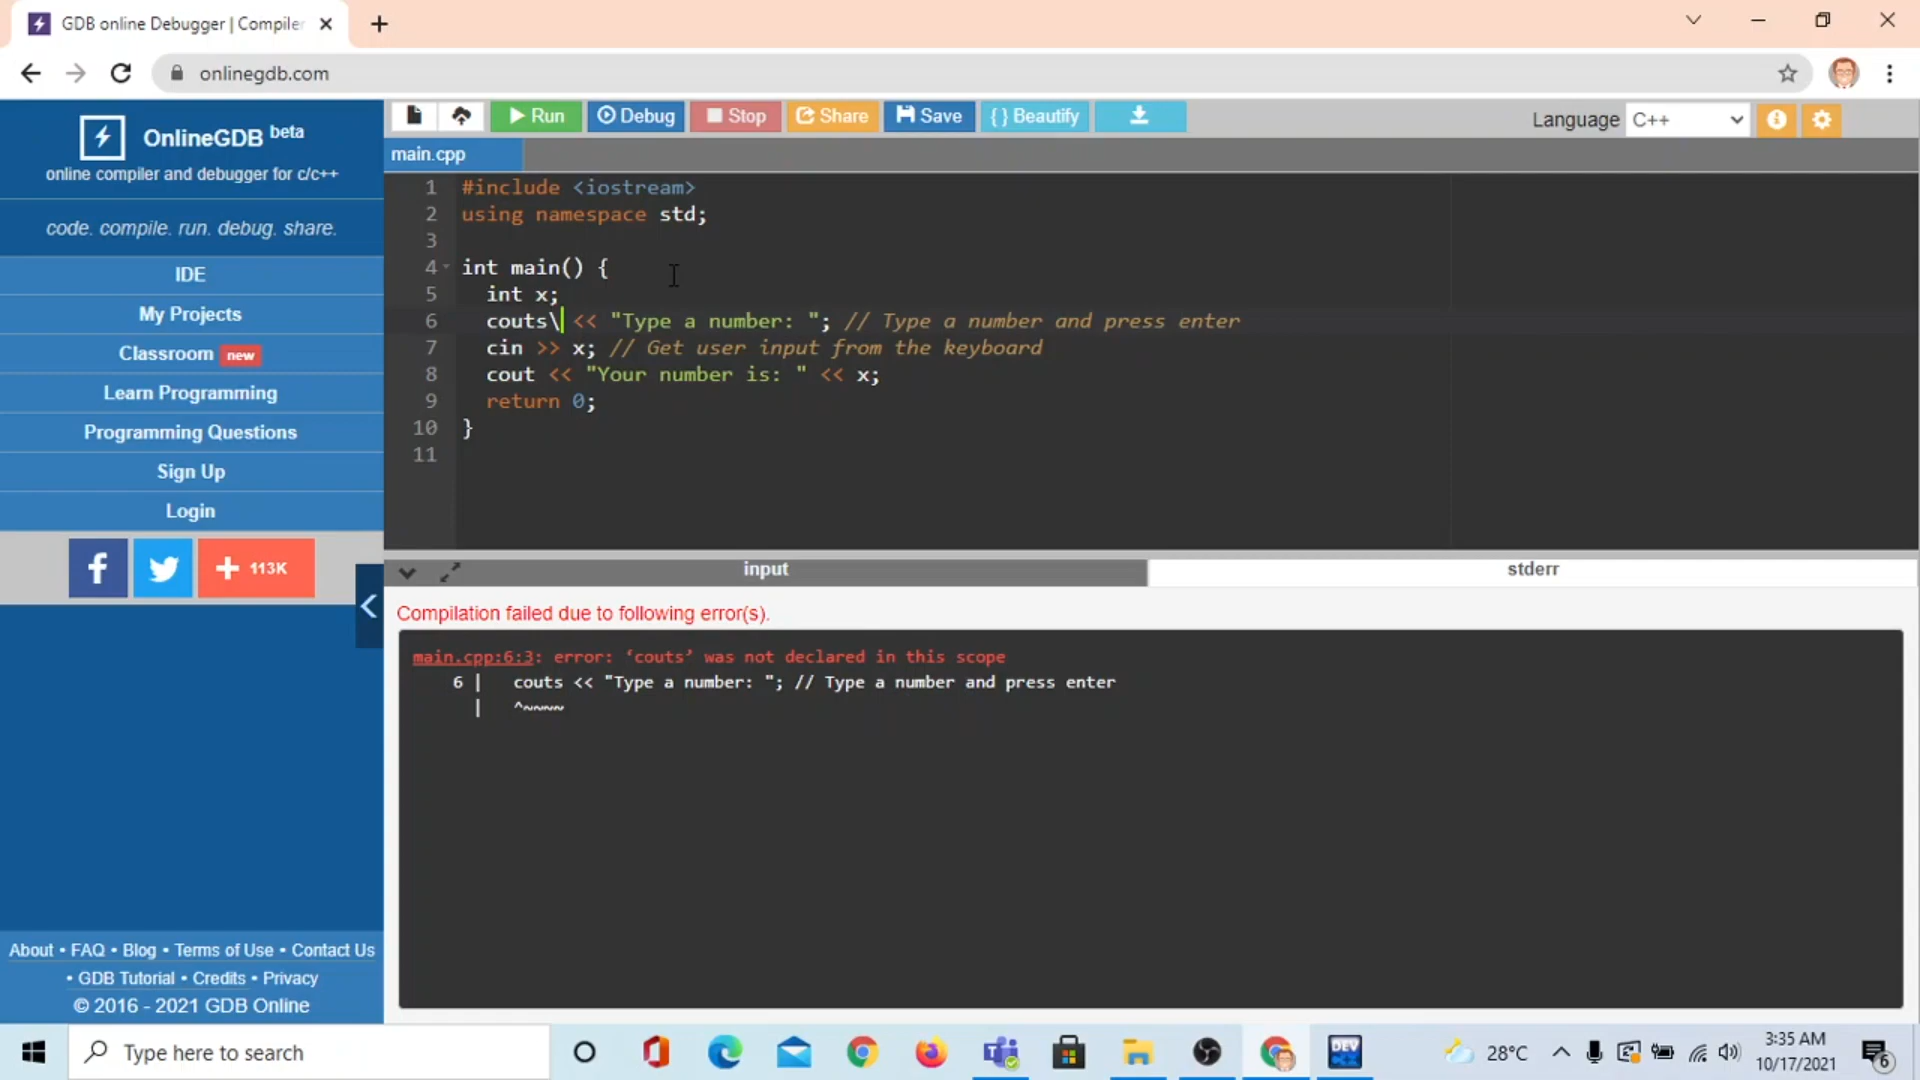 GDB online Debugger | Compiler
onlinegdb.com
OnlineGDB beta
online compiler and debugger for c/c++
code. compile. run. debug. share.
IDE
My Projects
Classroom new
Learn Programming
Programming Questions
Sign Up
Login
f
+ 113K
About • FAQ • Blog • Terms of Use • Contact Us
• GDB Tutorial • Credits • Privacy
© 2016 - 2021 GDB Online
Run Debug Stop Share Save { } Beautify
Language C++
main.cpp
1 #include <iostream>
2 using namespace std;
3
4 int main() {
5 int x;
6 couts\ << "Type a number: "; // Type a number and press enter
7 cin >> x; // Get user input from the keyboard
8 cout << "Your number is: " << x;
9 return 0;
10 }
11
input
stderr
Compilation failed due to following error(s).
main.cpp:6:3: error: ‘couts’ was not declared in this scope
6 | couts << "Type a number: "; // Type a number and press enter
| ^~~~~
Type here to search
DEV
28°C
3:35 AM
10/17/2021
6